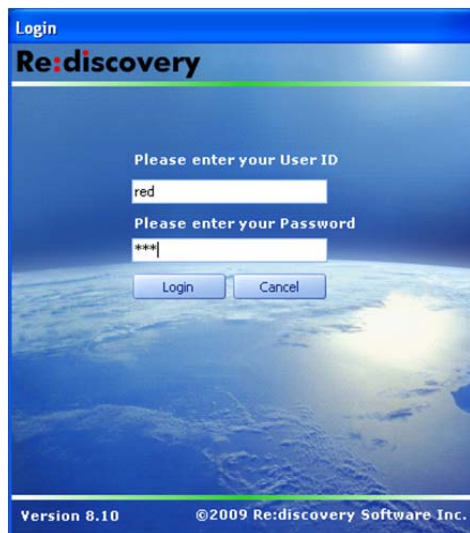 Login
Re:discovery
Please enter your User ID
red
Please enter your Password
***
Login Cancel
Version 8.10 ©2009 Re:discovery Software Inc.